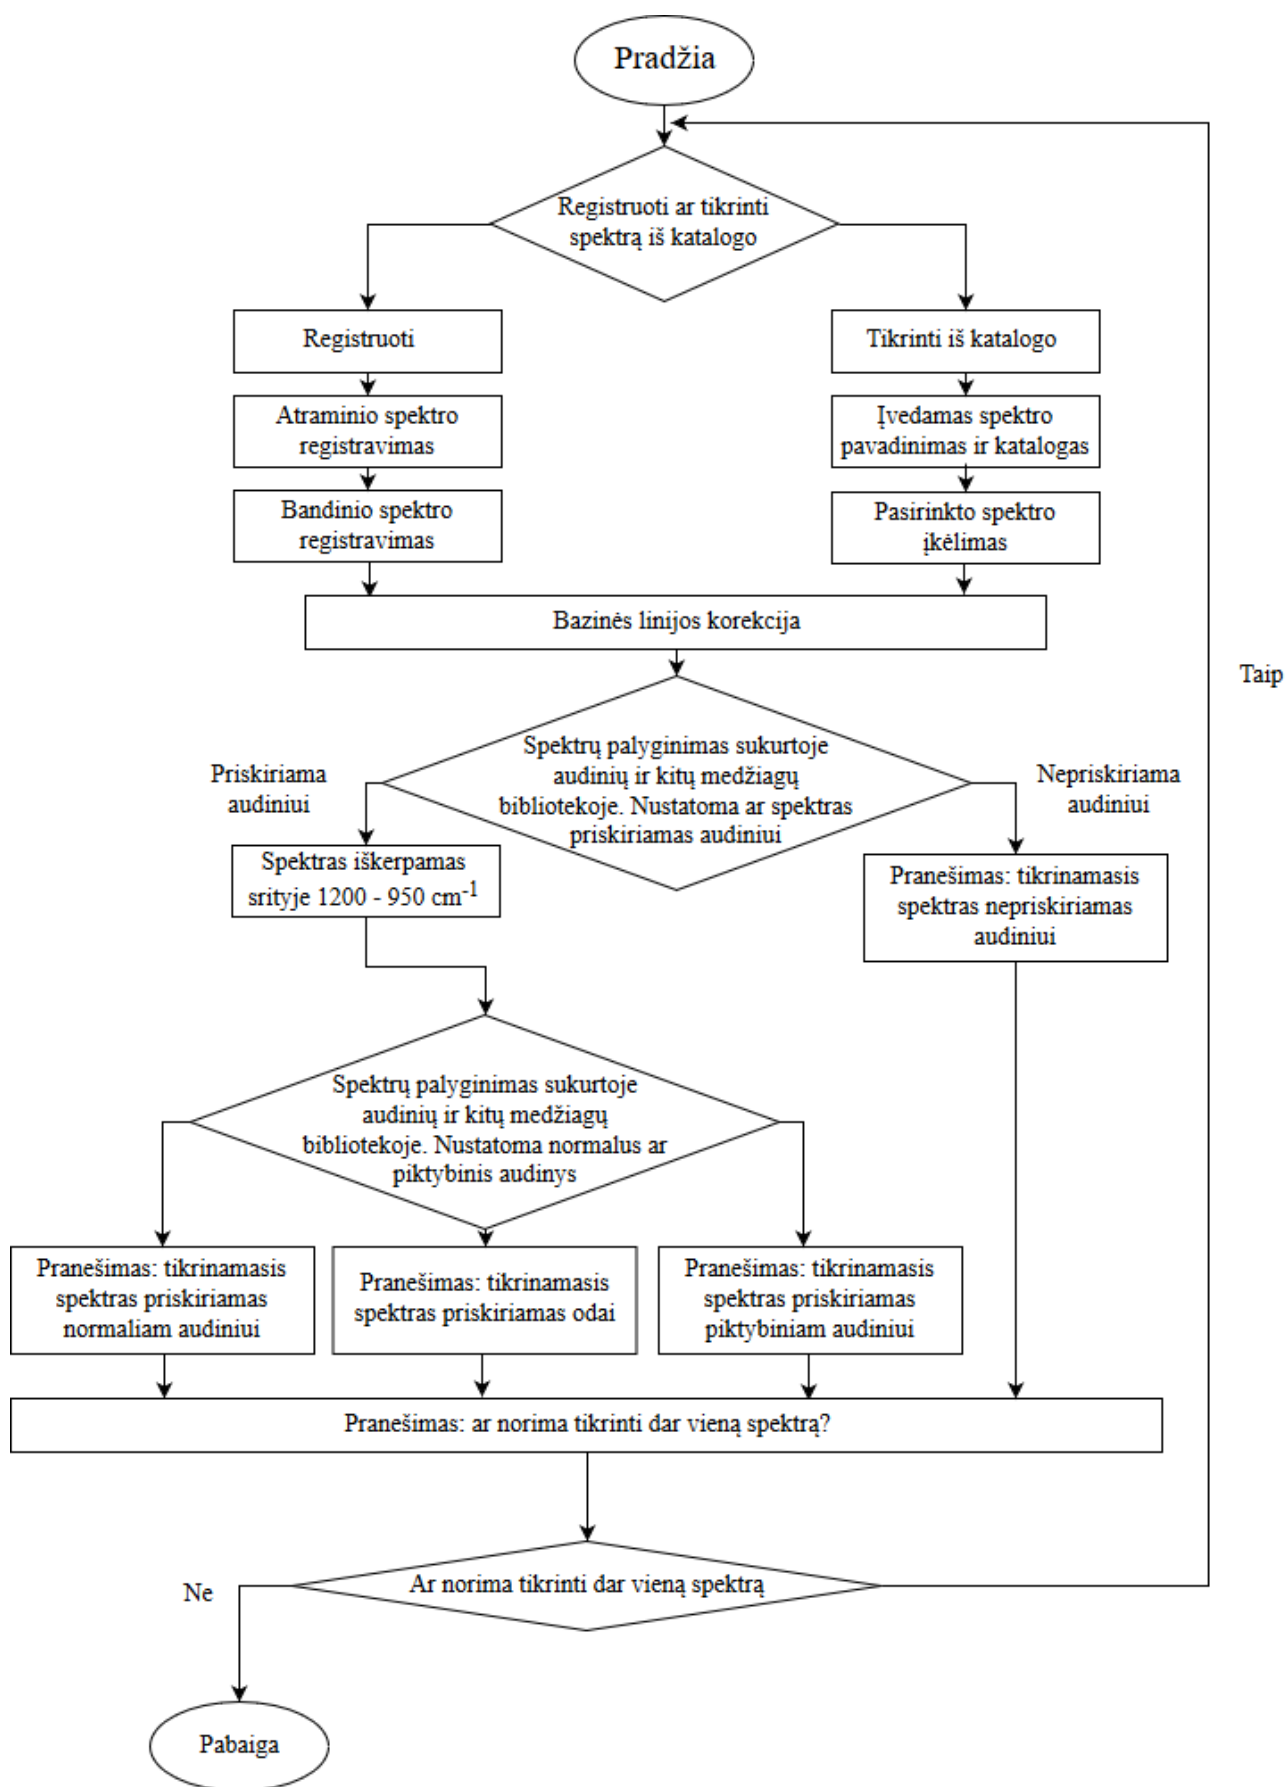 Pradžia
Registruoti ar tikrinti
spektrą iš katalogo
Registruoti
Tikrinti iš katalogo
Atraminio spektro
registravimas
Įvedamas spektro
pavadinimas ir katalogas
Bandinio spektro
registravimas
Pasirinkto spektro
įkėlimas
Bazinės linijos korekcija
Taip
Spektrų palyginimas sukurtoje
audinių ir kitų medžiagų
bibliotekoje. Nustatoma ar spektras
priskiriamas audiniui
Priskiriama
audiniui
Nepriskiriama
audiniui
Spektras iškerpamas
srityje 1200 - 950 cm⁻¹
Pranešimas: tikrinamasis
spektras nepriskiriamas
audiniui
Spektrų palyginimas sukurtoje
audinių ir kitų medžiagų
bibliotekoje. Nustatoma normalus ar
piktybinis audinys
Pranešimas: tikrinamasis
spektras priskiriamas
normaliam audiniui
Pranešimas: tikrinamasis
spektras priskiriamas odai
Pranešimas: tikrinamasis
spektras priskiriamas
piktybiniam audiniui
Pranešimas: ar norima tikrinti dar vieną spektrą?
Ar norima tikrinti dar vieną spektrą
Ne
Pabaiga